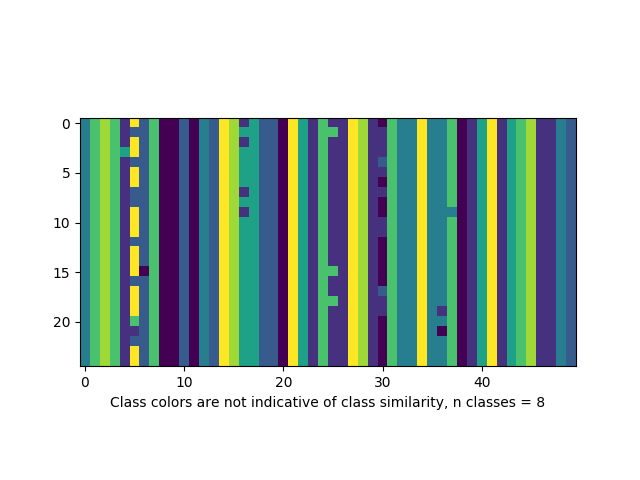 0
5
10
15
20
0 10 20 30 40
Class colors are not indicative of class similarity, n classes = 8